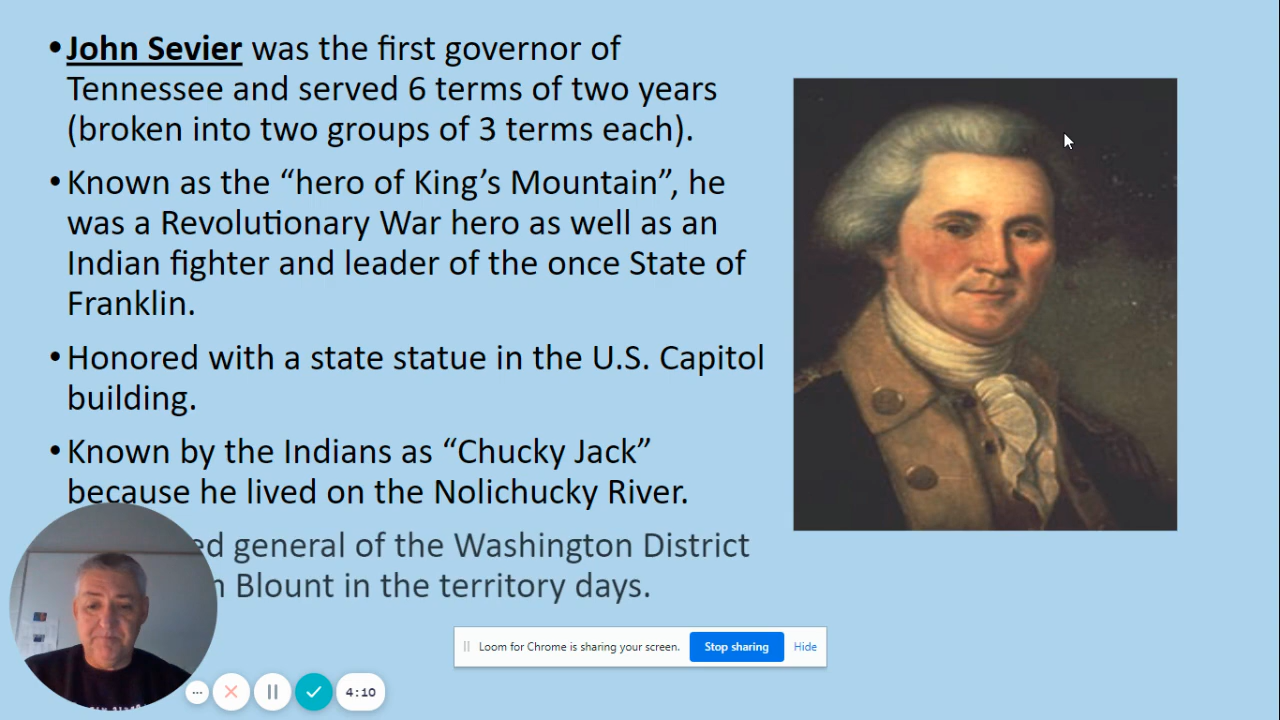 •John Sevier was the first governor of
Tennessee and served 6 terms of two years
(broken into two groups of 3 terms each).
•Known as the “hero of King’s Mountain”, he
was a Revolutionary War hero as well as an
Indian fighter and leader of the once State of
Franklin.
•Honored with a state statue in the U.S. Capitol
building.
•Known by the Indians as “Chucky Jack”
because he lived on the Nolichucky River.
general of the Washington District
Blount in the territory days.
Loom for Chrome is sharing your screen. Stop sharing Hide
4:10